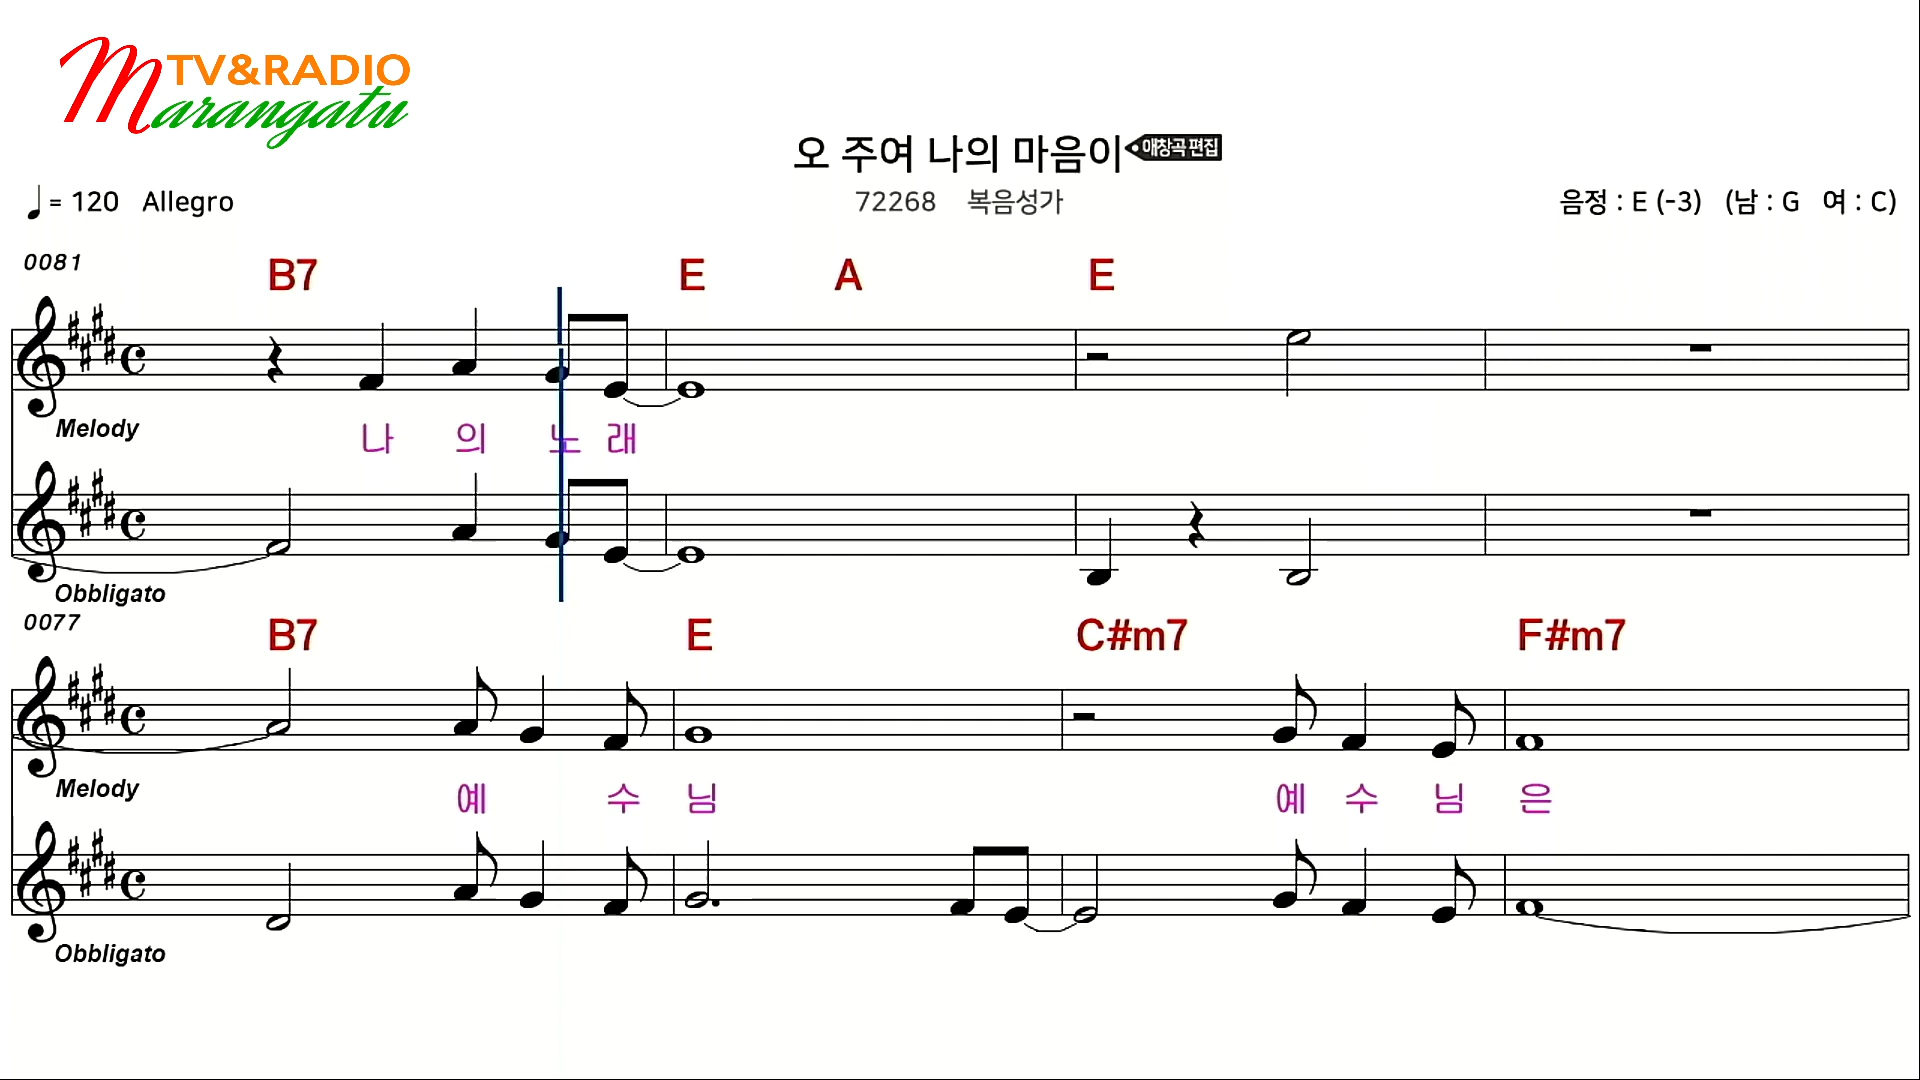 TV&RADIO
Marangatu
오 주여 나의 마음이 애창곡 편집
= 120 Allegro
72268 복음성가
음정 : E (-3) (남 : G 여 : C)
0081
B7 E A E
Melody
나 의 노 래
Obbligato
0077
B7 E C#m7 F#m7
Melody
예 수 님 예 수 님 은
Obbligato